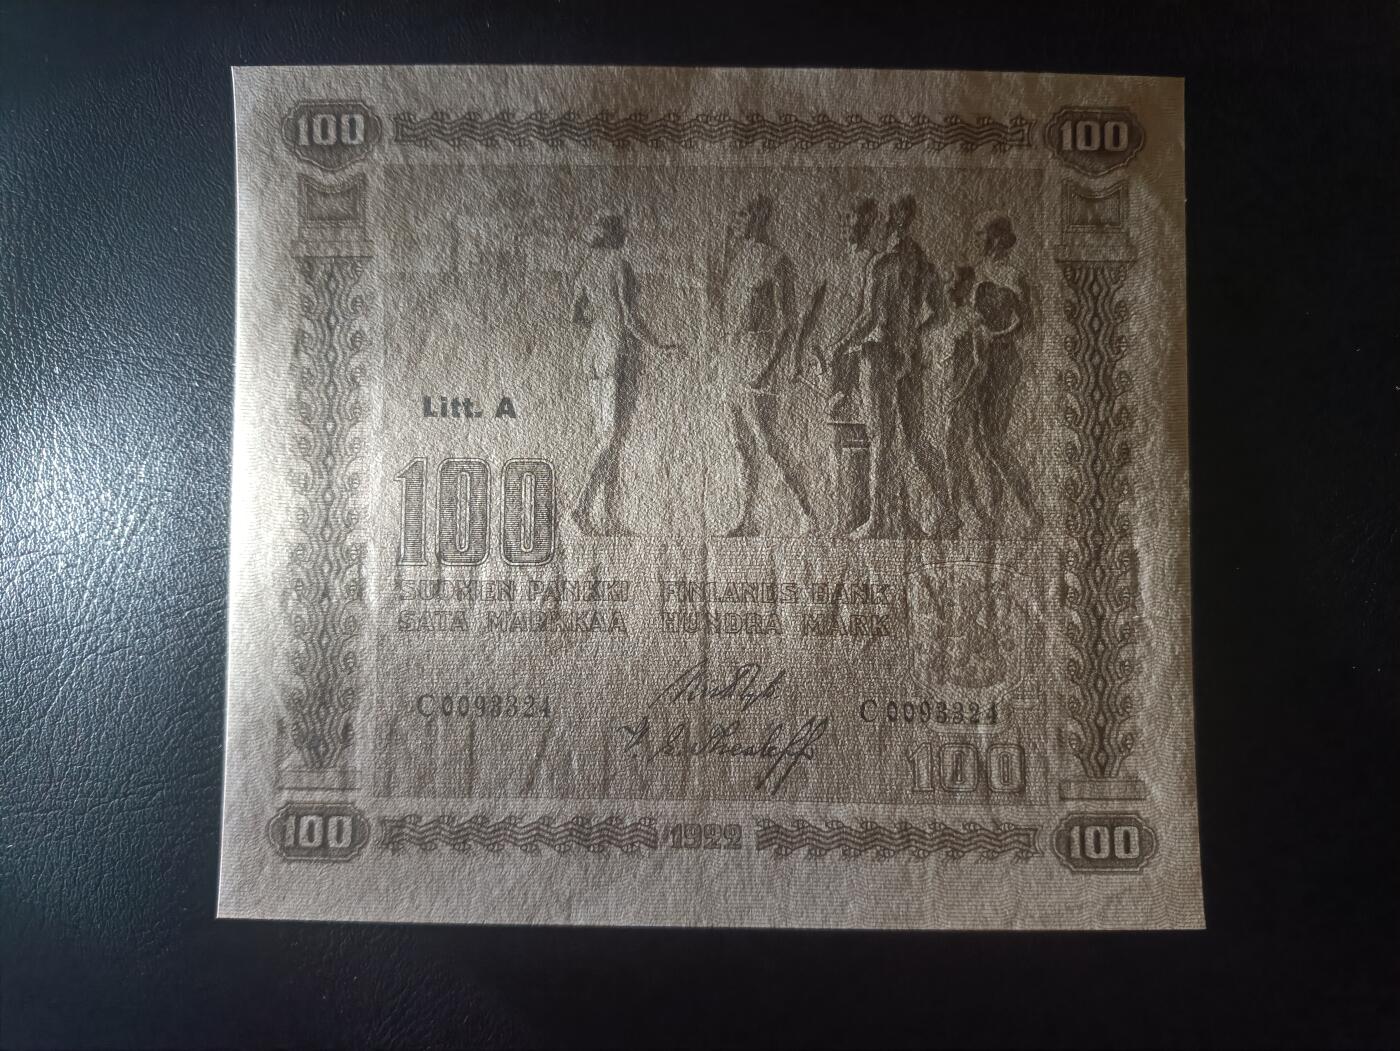 100 100
Litt. A
100
SUOMEN PANKKI FINLANDS BANK
SATA MARKKAA HUNDRA MARK
C0093324 C0093324
100
100 1922 100